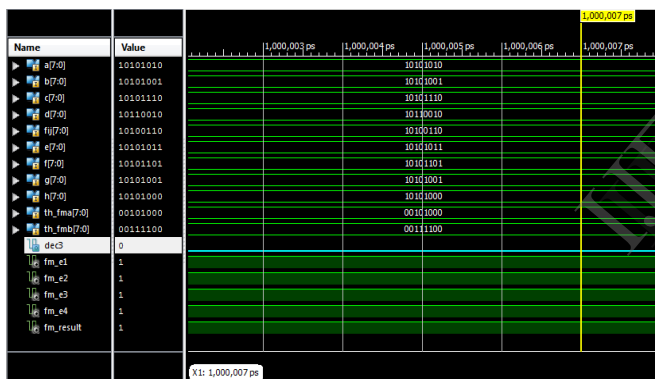 1,000,007 ps
Name Value 1,000,003 ps 1,000,004 ps 1,000,005 ps 1,000,006 ps 1,000,007 ps
a[7:0] 10101010 10101010
b[7:0] 10101001 10101001
c[7:0] 10101110 10101110
d[7:0] 10110010 10110010
fij[7:0] 10100110 10100110
e[7:0] 10101011 10101011
f[7:0] 10101101 10101101
g[7:0] 10101001 10101001
h[7:0] 10101000 10101000
th_fma[7:0] 00101000 00101000
th_fmb[7:0] 00111100 00111100
dec3 0
fm_e1 1
fm_e2 1
fm_e3 1
fm_e4 1
fm_result 1
X1: 1,000,007 ps